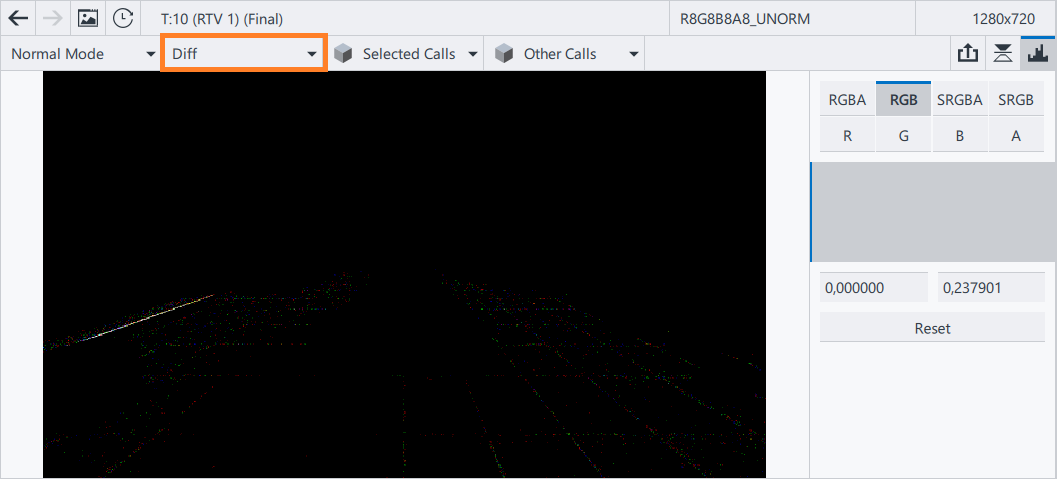 T:10 (RTV 1) (Final) R8G8B8A8_UNORM 1280x720
Normal Mode Diff Selected Calls Other Calls
RGBA RGB SRGBA SRGB
R G B A
0,000000 0,237901
Reset